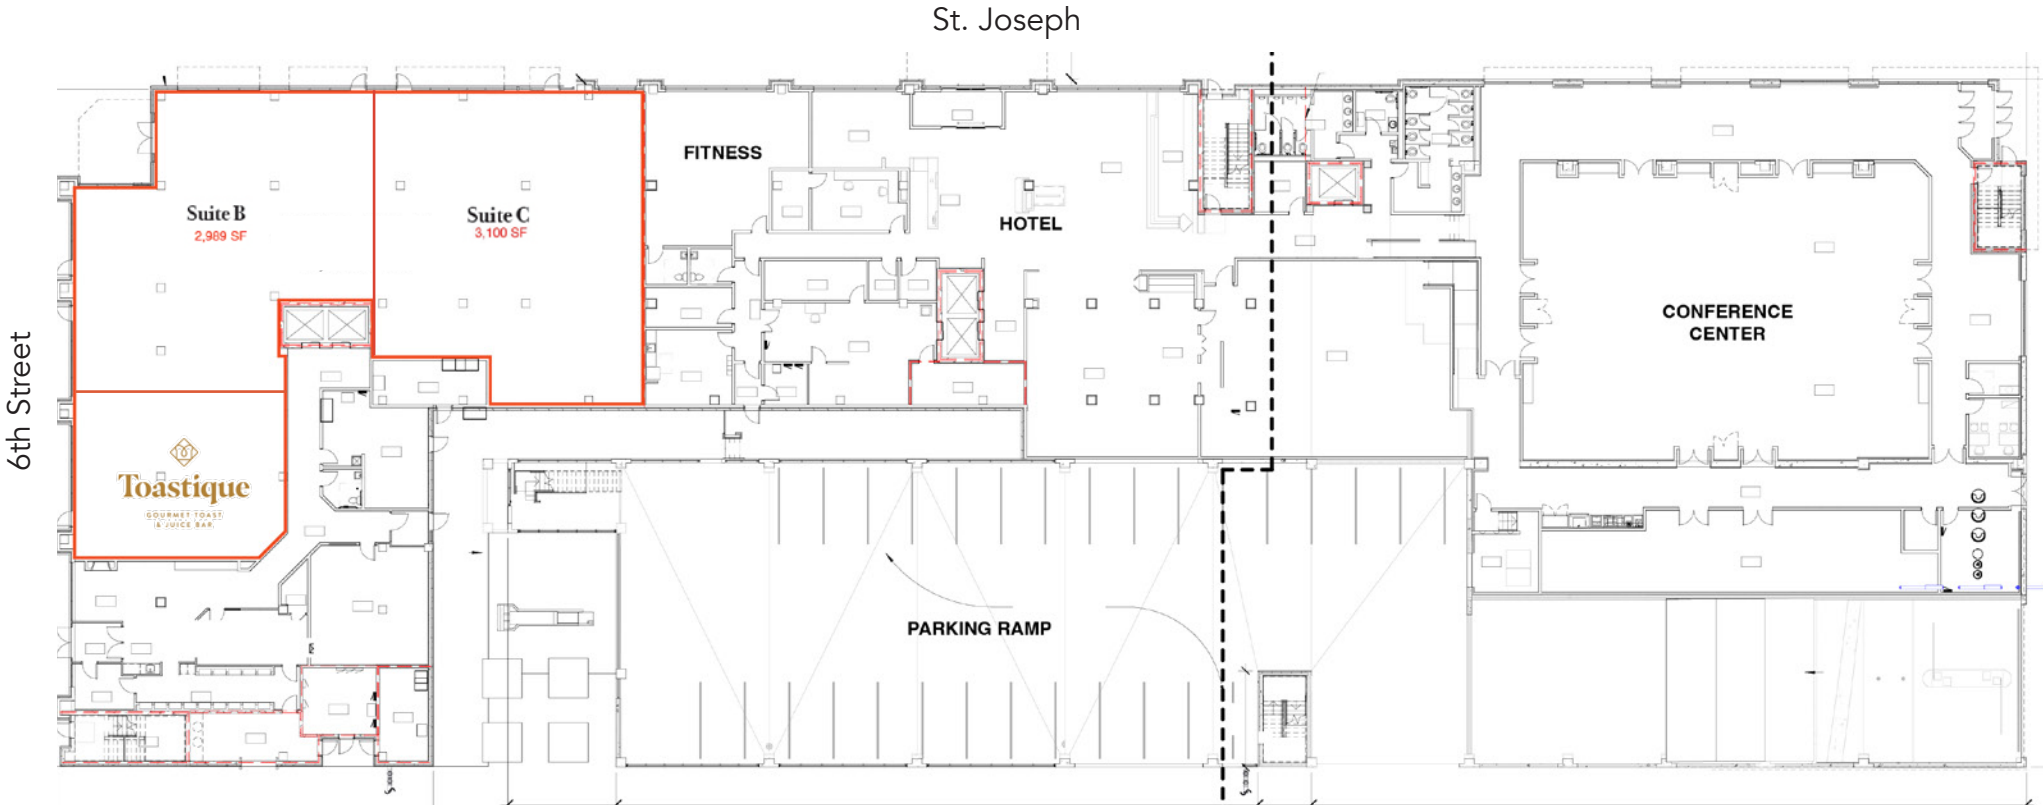 St. Joseph
6th Street
FITNESS
Suite B
2,989 SF
Suite C
3,100 SF
HOTEL
CONFERENCE
CENTER
Toastique
GOURMET TOAST
& JUICE BAR
PARKING RAMP